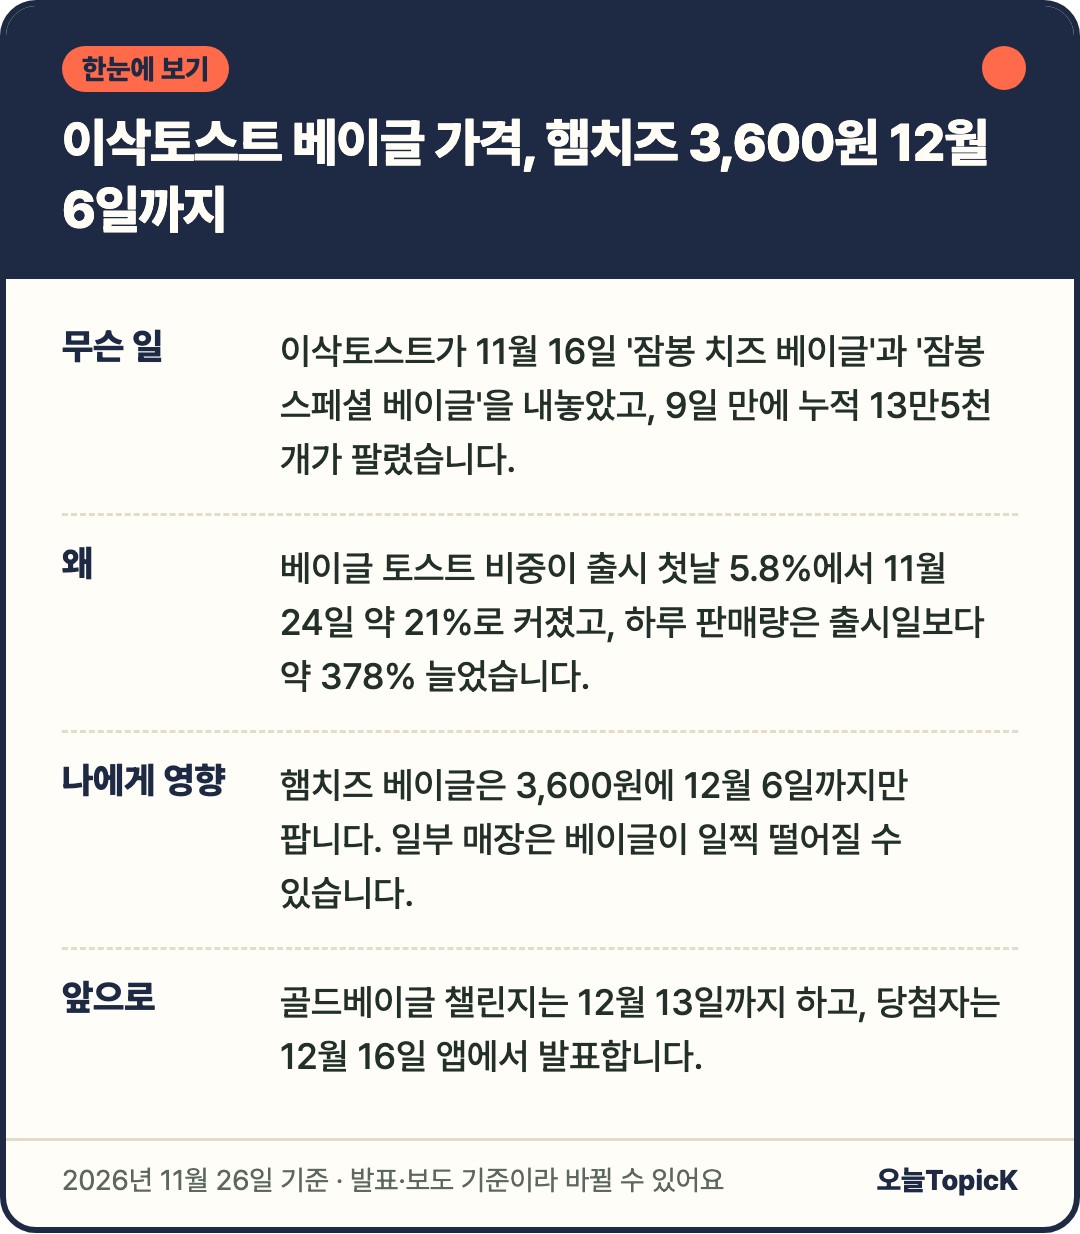 한눈에 보기
이삭토스트 베이글 가격, 햄치즈 3,600원 12월
6일까지
무슨 일
이삭토스트가 11월 16일 '잠봉 치즈 베이글'과 '잠봉
스페셜 베이글'을 내놓았고, 9일 만에 누적 13만5천
개가 팔렸습니다.
왜
베이글 토스트 비중이 출시 첫날 5.8%에서 11월
24일 약 21%로 커졌고, 하루 판매량은 출시일보다
약 378% 늘었습니다.
나에게 영향
햄치즈 베이글은 3,600원에 12월 6일까지만
팝니다. 일부 매장은 베이글이 일찍 떨어질 수
있습니다.
앞으로
골드베이글 챌린지는 12월 13일까지 하고, 당첨자는
12월 16일 앱에서 발표합니다.
2026년 11월 26일 기준 · 발표·보도 기준이라 바뀔 수 있어요
오늘TopicK